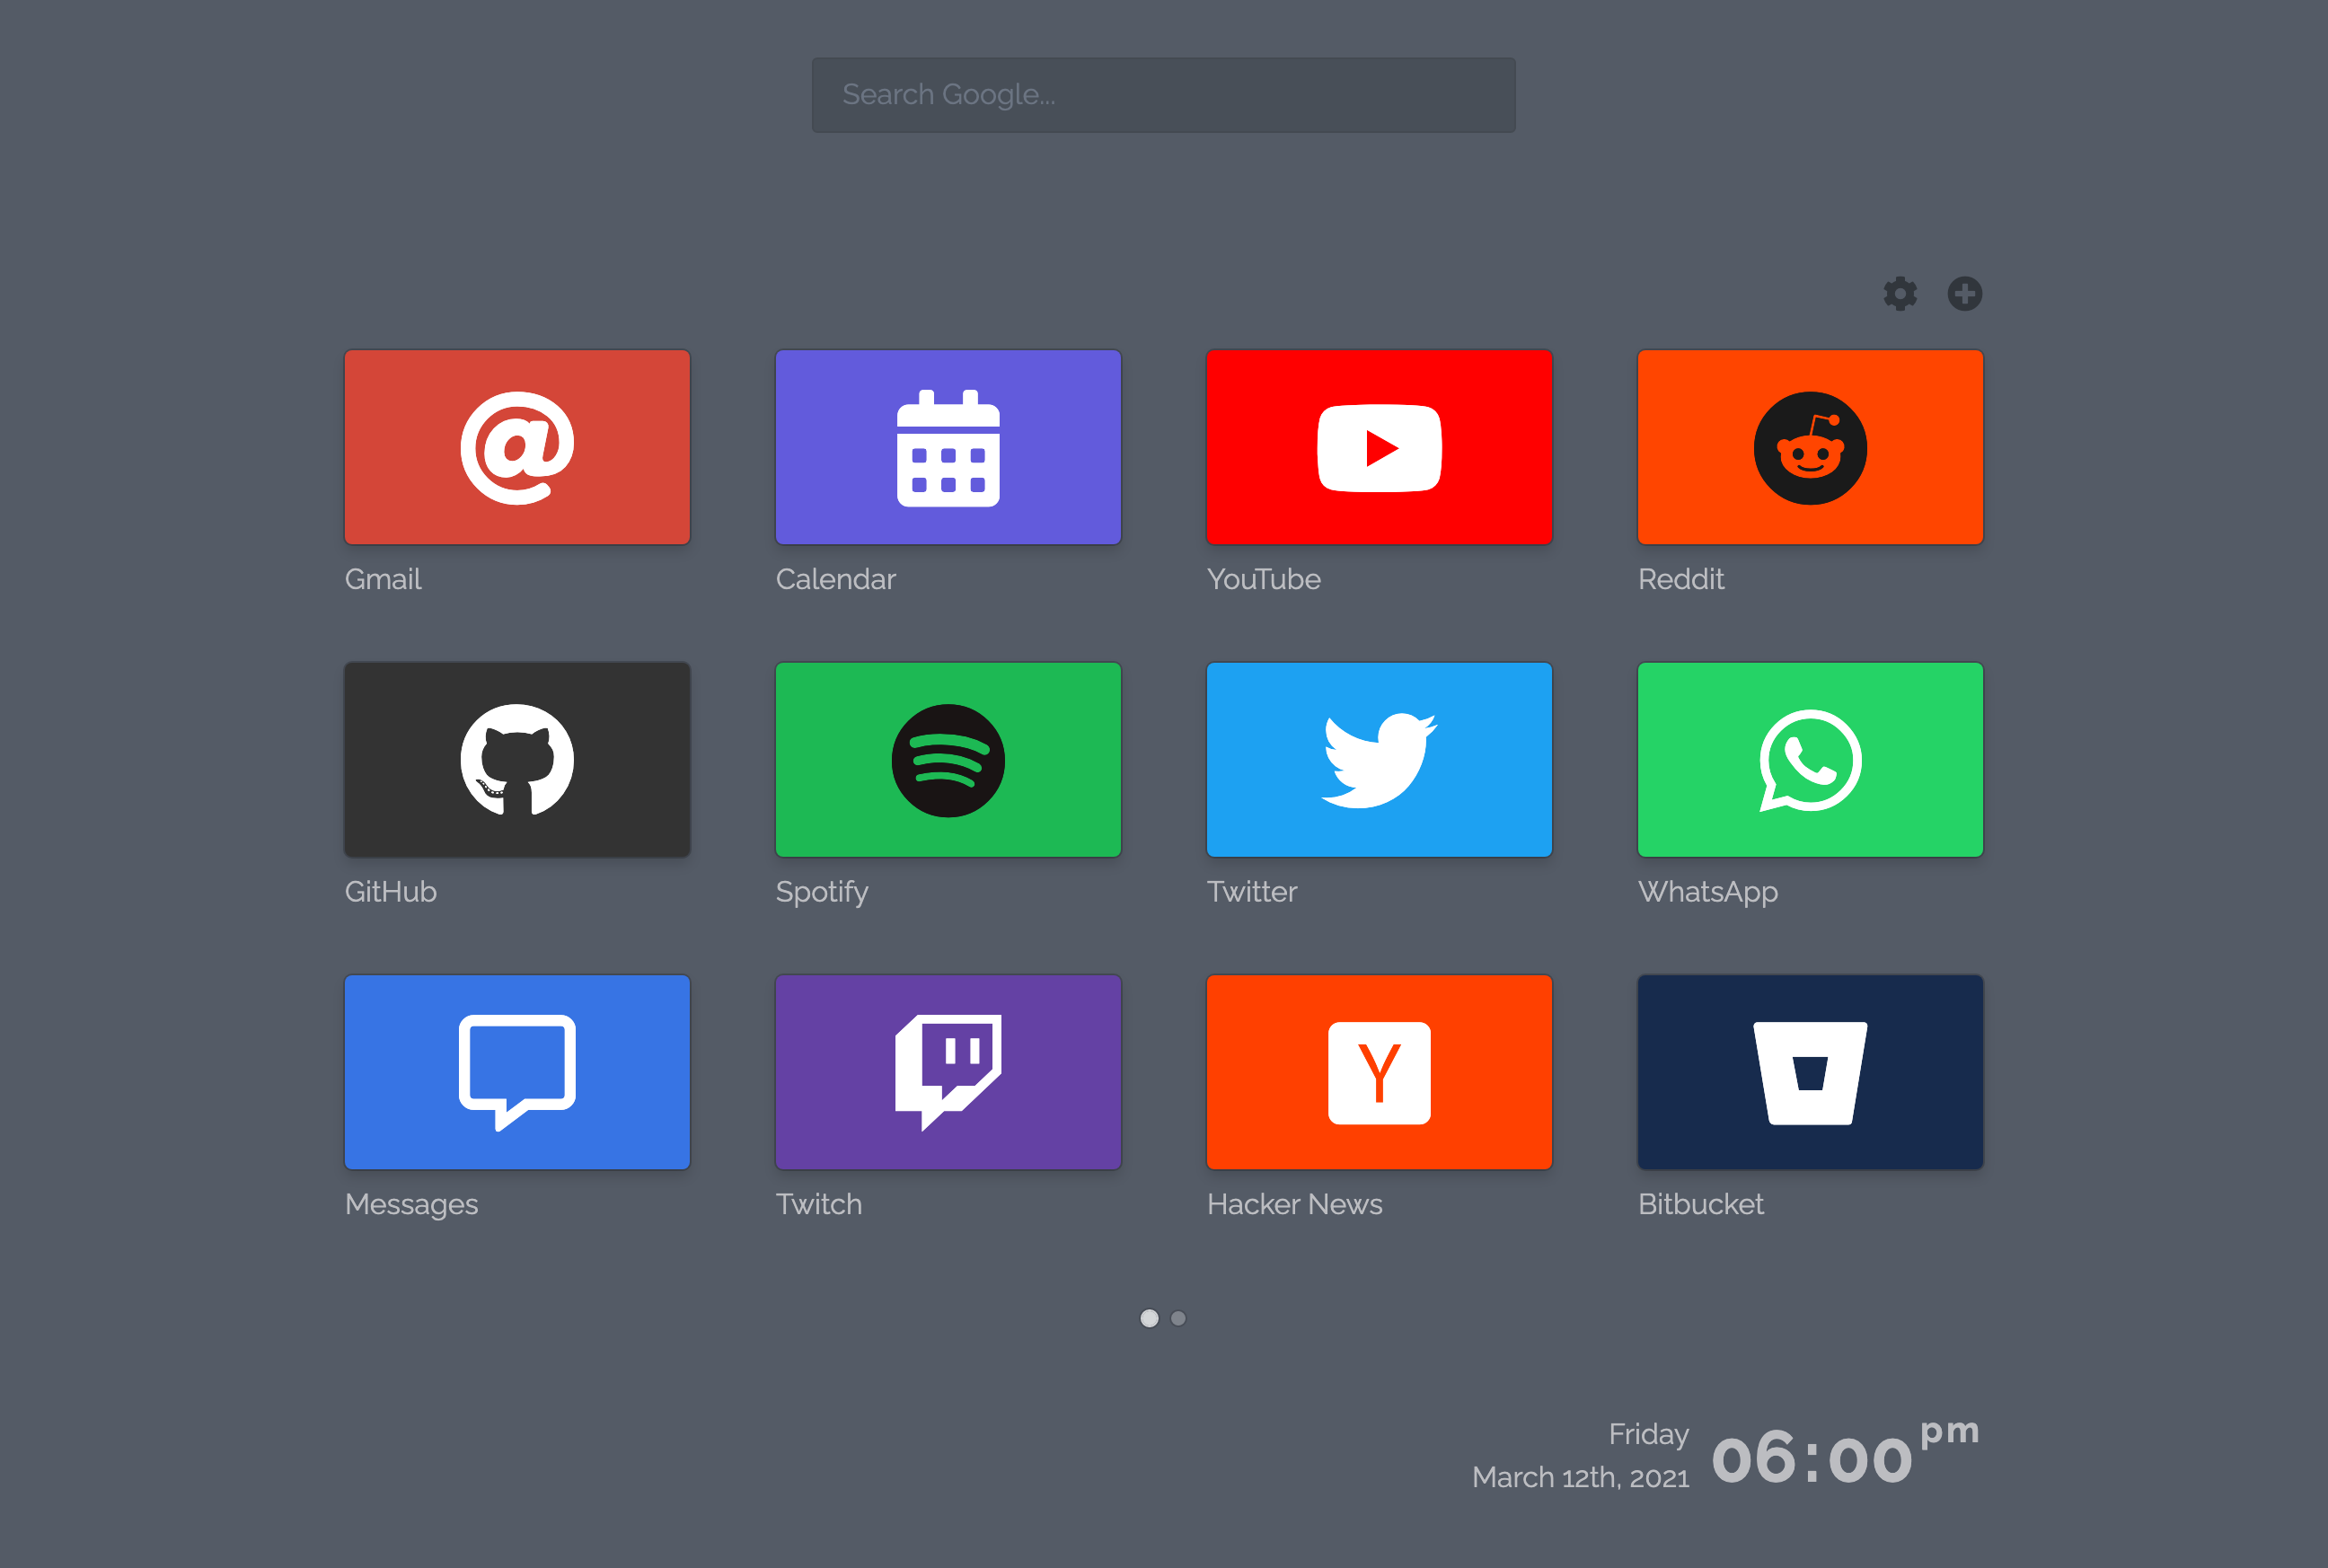 Search Google...
Gmail
Calendar
YouTube
Reddit
GitHub
Spotify
Twitter
WhatsApp
Y
Messages
Twitch
Hacker News
Bitbucket
Friday
March 12th, 2021
06:00 pm